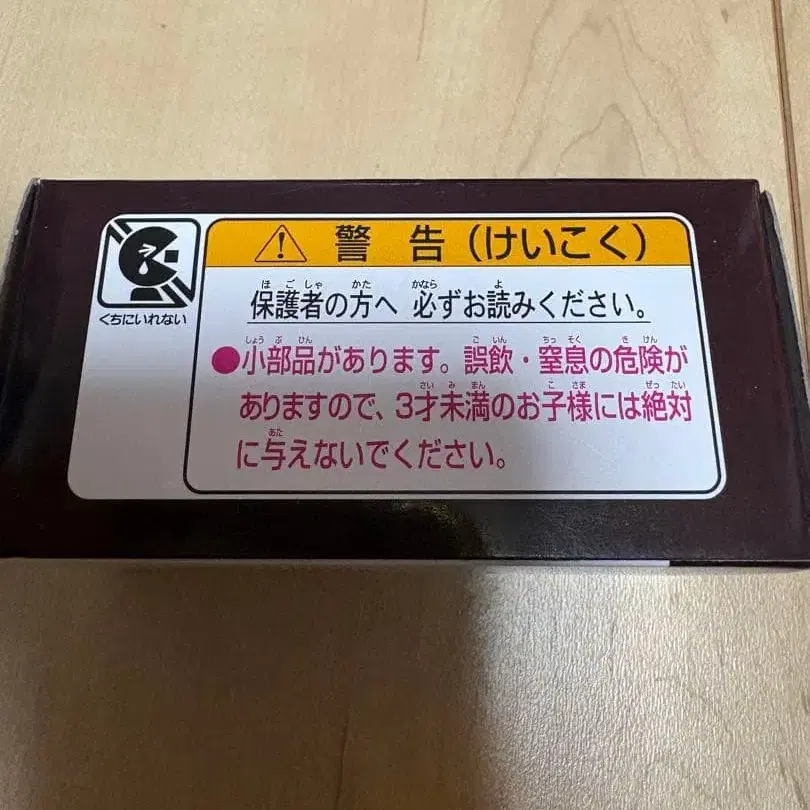 警告(けいこく)
くちにいれない
保護者の方へ 必ずお読みください。
●小部品があります。誤飲・窒息の危険が
ありますので、3才未満のお子様には絶対
に与えないでください。